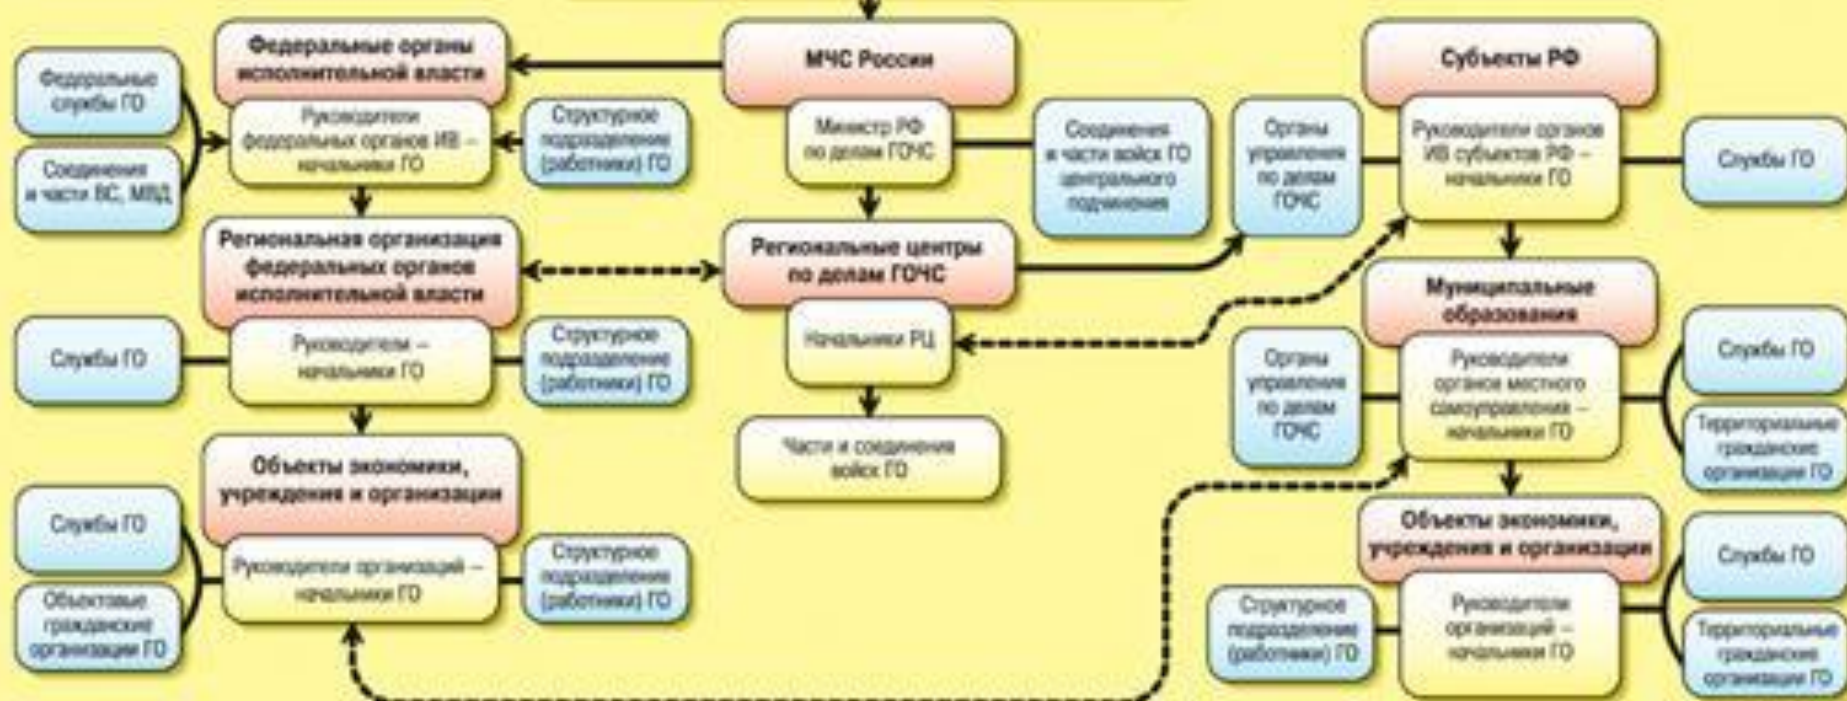 Федеральные органы
исполнительной власти
Федеральные
службы ГО
Соединения
и части ВС, МВД
Руководители
федеральных органов ИВ –
начальники ГО
Структурное
подразделение
(работники) ГО
Региональная организация
федеральных органов
исполнительной власти
Службы ГО
Руководители –
начальники ГО
Структурное
подразделение
(работники) ГО
Объекты экономики,
учреждения и организации
Службы ГО
Объектовые
гражданские
организации ГО
Руководители организаций –
начальники ГО
Структурное
подразделение
(работники) ГО
МЧС России
Министр РФ
по делам ГОЧС
Соединения
и части войск ГО
центрального
подчинения
Региональные центры
по делам ГОЧС
Начальники РЦ
Части и соединения
войск ГО
Субъекты РФ
Органы
управления
по делам
ГОЧС
Руководители органов
ИВ субъектов РФ –
начальники ГО
Службы ГО
Муниципальные
образования
Органы
управления
по делам
ГОЧС
Руководители
органов местного
самоуправления –
начальники ГО
Службы ГО
Территориальные
гражданские
организации ГО
Объекты экономики,
учреждения и организации
Структурное
подразделение
(работники) ГО
Руководители
организаций –
начальники ГО
Службы ГО
Территориальные
гражданские
организации ГО